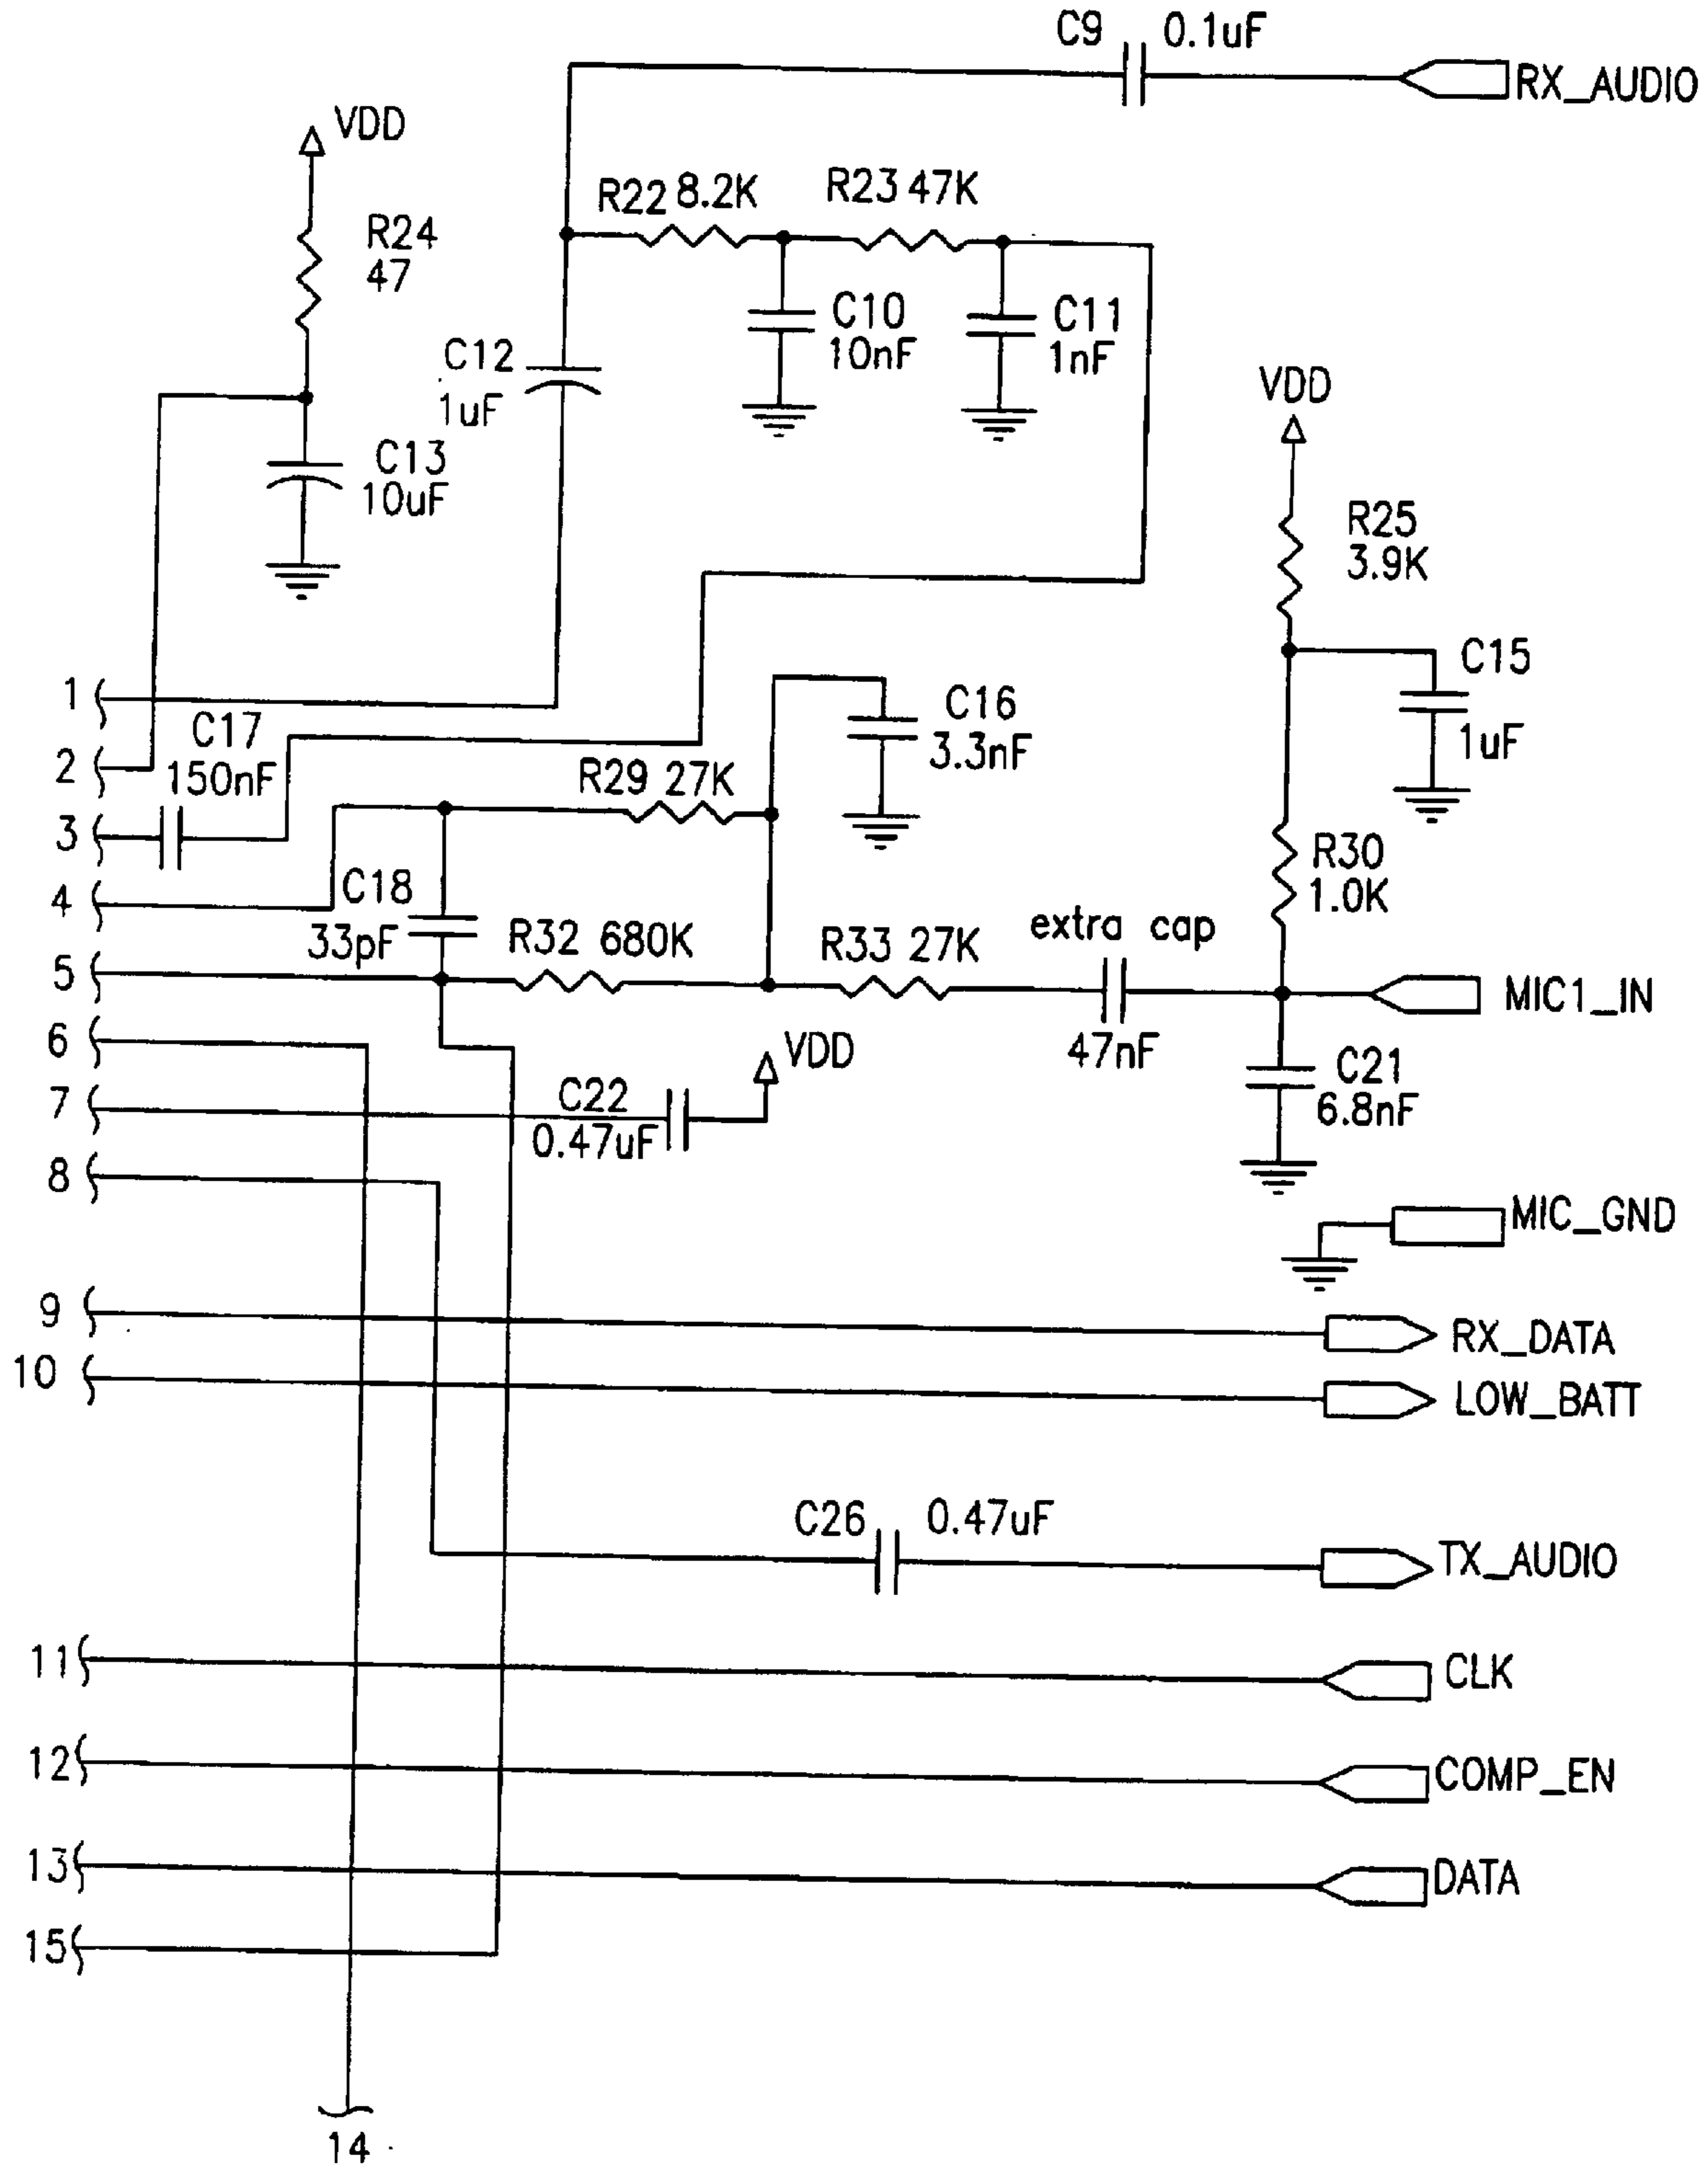 C9 0.1uF
RX_AUDIO
VDD
R22 8.2K
R23 47K
R24
47
C10
10nF
C11
1nF
C12
1uF
VDD
C13
10uF
R25
3.9K
C15
1uF
1
C17
150nF
C16
3.3nF
2
R29 27K
3
R30
1.0K
4
C18
33pF
R32 680K
R33 27K
extra cap
47nF
5
MIC1_IN
6
VDD
C21
6.8nF
7
C22
0.47uF
8
MIC_GND
9
RX_DATA
10
LOW_BATT
C26 0.47uF
TX_AUDIO
11
CLK
12
COMP_EN
13
DATA
15
14